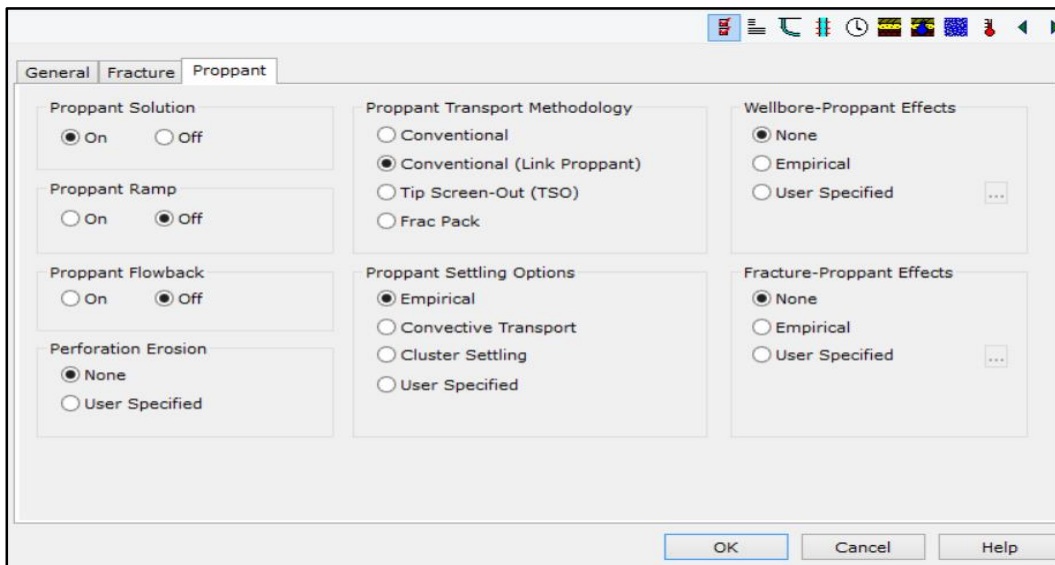 General Fracture Proppant
Proppant Solution
On Off
Proppant Ramp
On Off
Proppant Flowback
On Off
Perforation Erosion
None
User Specified
Proppant Transport Methodology
Conventional
Conventional (Link Proppant)
Tip Screen-Out (TSO)
Frac Pack
Proppant Settling Options
Empirical
Convective Transport
Cluster Settling
User Specified
Wellbore-Proppant Effects
None
Empirical
User Specified ...
Fracture-Proppant Effects
None
Empirical
User Specified ...
OK Cancel Help